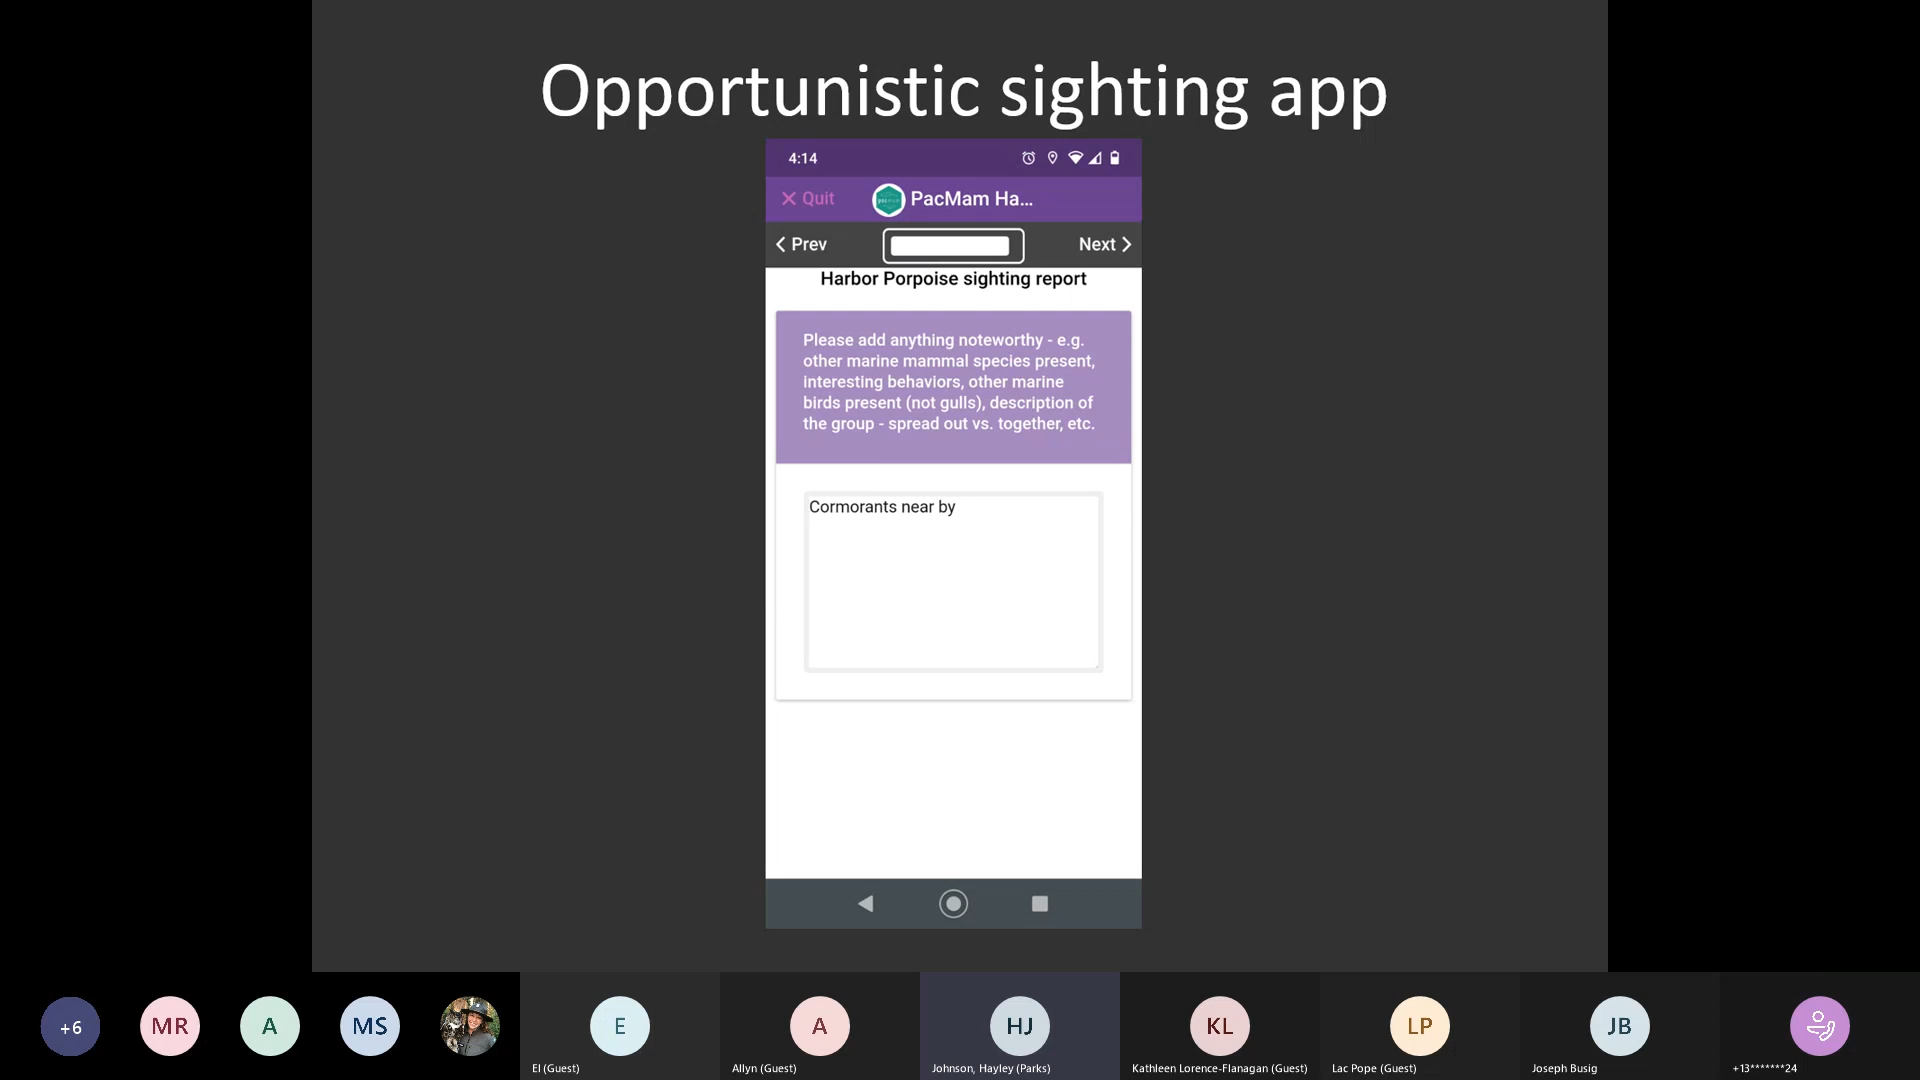 Opportunistic sighting app
4:14
Quit
PacMam Ha...
Prev
Next
Harbor Porpoise sighting report
Please add anything noteworthy - e.g.
other marine mammal species present,
interesting behaviors, other marine
birds present (not gulls), description of
the group - spread out vs. together, etc.
Cormorants near by
+6
MR
A
MS
E
A
HJ
KL
LP
JB
El (Guest)
Allyn (Guest)
Johnson, Hayley (Parks)
Kathleen Lorence-Flanagan (Guest)
Lac Pope (Guest)
Joseph Busig
+13*******24